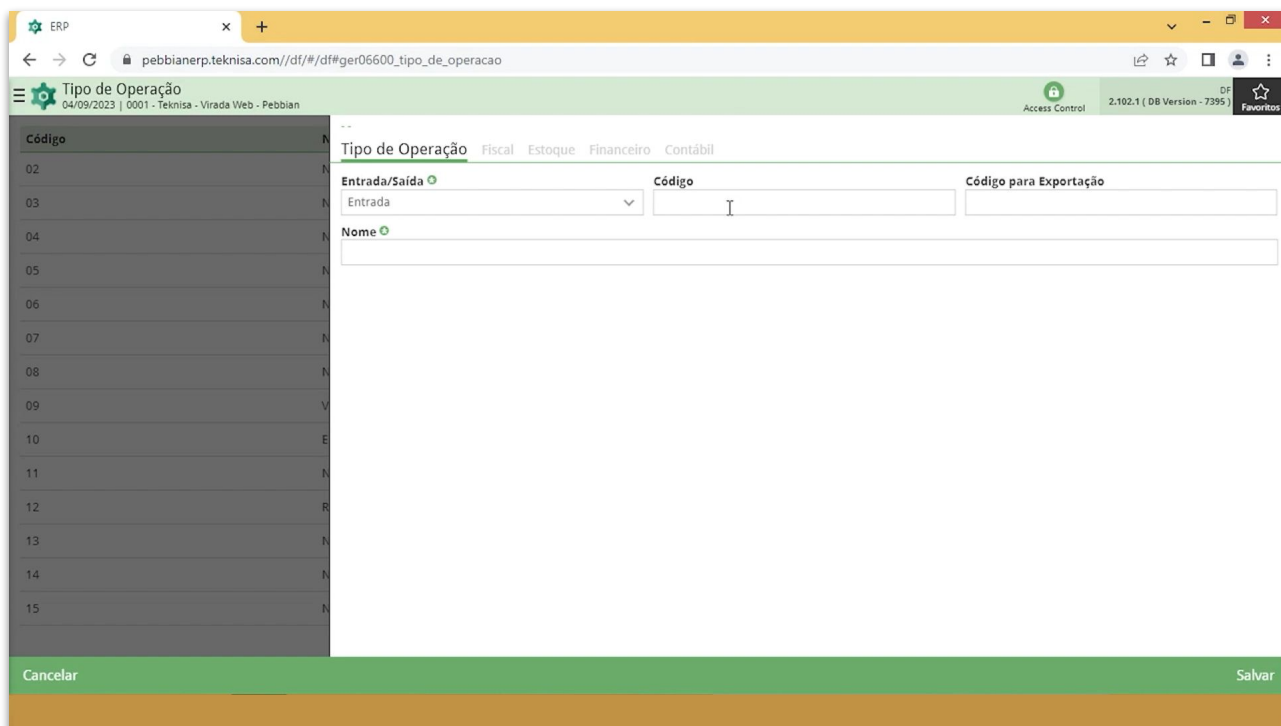 ERP
pebbianerp.teknisa.com//df/#/df#ger06600_tipo_de_operacao
Tipo de Operação
04/09/2023 | 0001 - Teknisa - Virada Web - Pebbian
Access Control
DF
2.102.1 ( DB Version - 7395 )
Favoritos
Código
N
- -
Tipo de Operação Fiscal Estoque Financeiro Contábil
Entrada/Saída Código Código para Exportação
Entrada
Nome
02 N
03 N
04 N
05 N
06 N
07 N
08 N
09 V
10 E
11 N
12 R
13 N
14 N
15 N
Cancelar Salvar